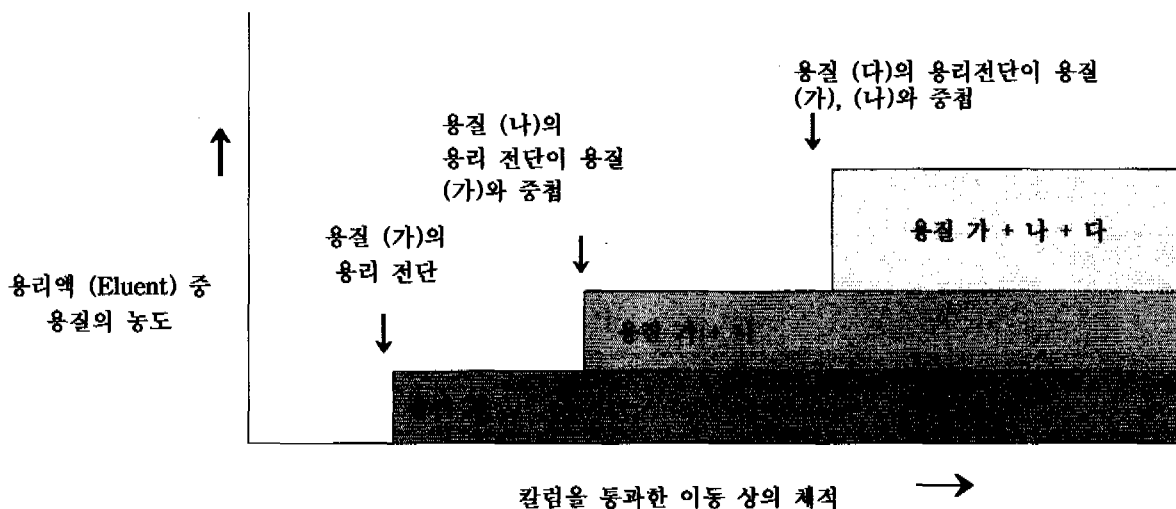 용질 (다)의 용리전단이 용질
(가), (나)와 중첩
용질 (나)의
용리 전단이 용질
(가)와 중첩
용질 (가)의
용리 전단
용리액 (Eluent) 중
용질의 농도
용질 가 + 나 + 다
용질
칼럼을 통과한 이동 상의 체적